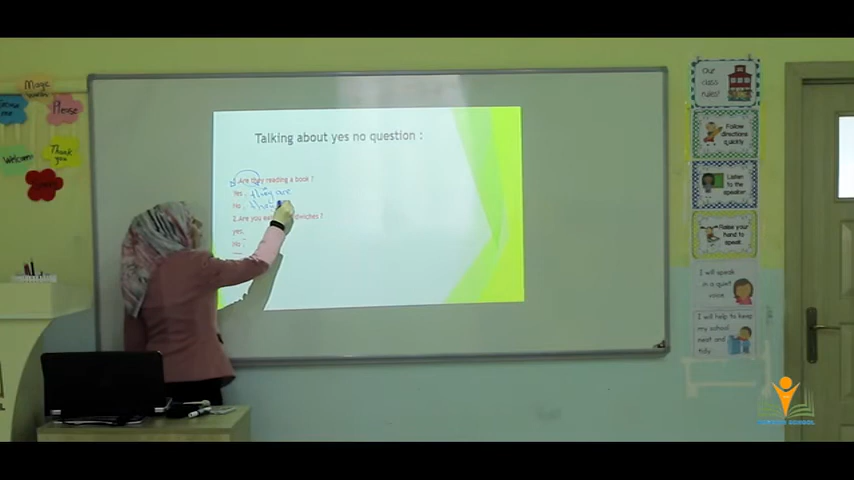 Magic
words
Please
Thank
you
Welcome
Talking about yes no question :
Are they reading a book ?
Yes , they are
No ,
2.Are you
?
yes,
No
Our
class
rules!
Follow
directions
quickly
Listen
to the
speaker
Raise your
hand to
speak
I will speak
in a quiet
voice
I will help to keep
my school
neat and
tidy